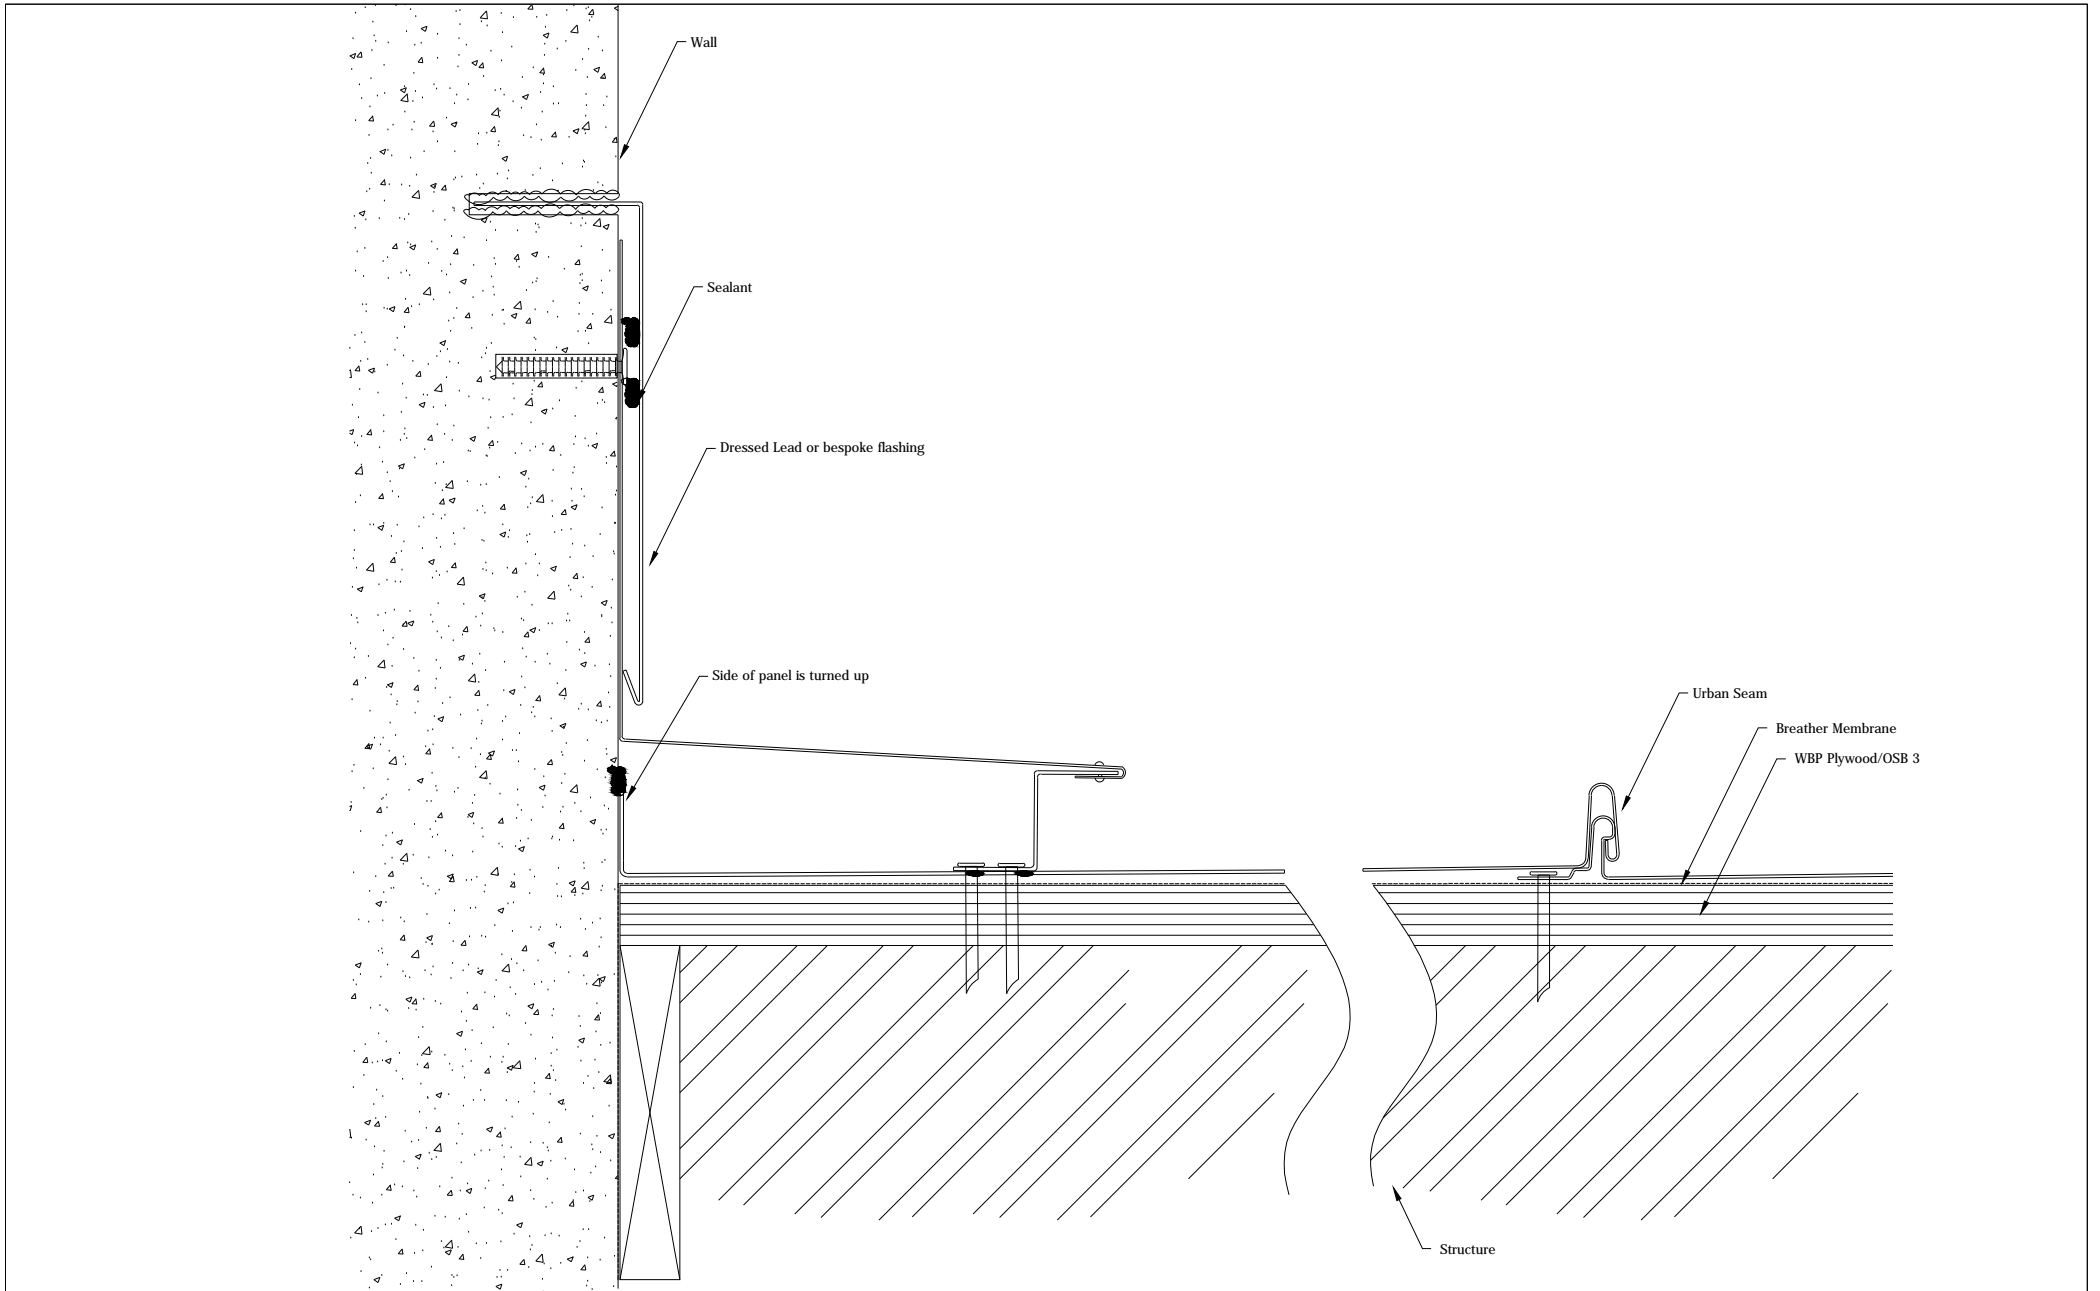 Wall
Sealant
Dressed Lead or bespoke flashing
Side of panel is turned up
Urban Seam
Breather Membrane
WBP Plywood/OSB 3
Structure